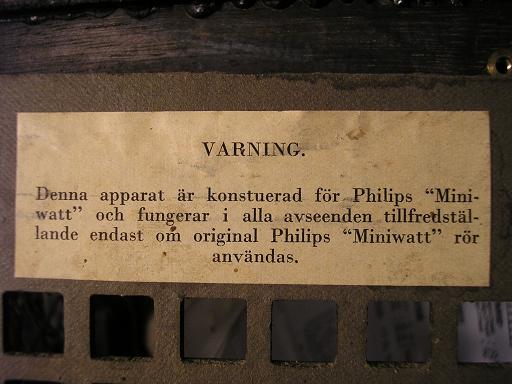 VARNING.
Denna apparat är konstuerad för Philips “Mini-
watt” och fungerar i alla avseenden tillfredstäl-
lande endast om original Philips “Miniwatt” rör
användas.